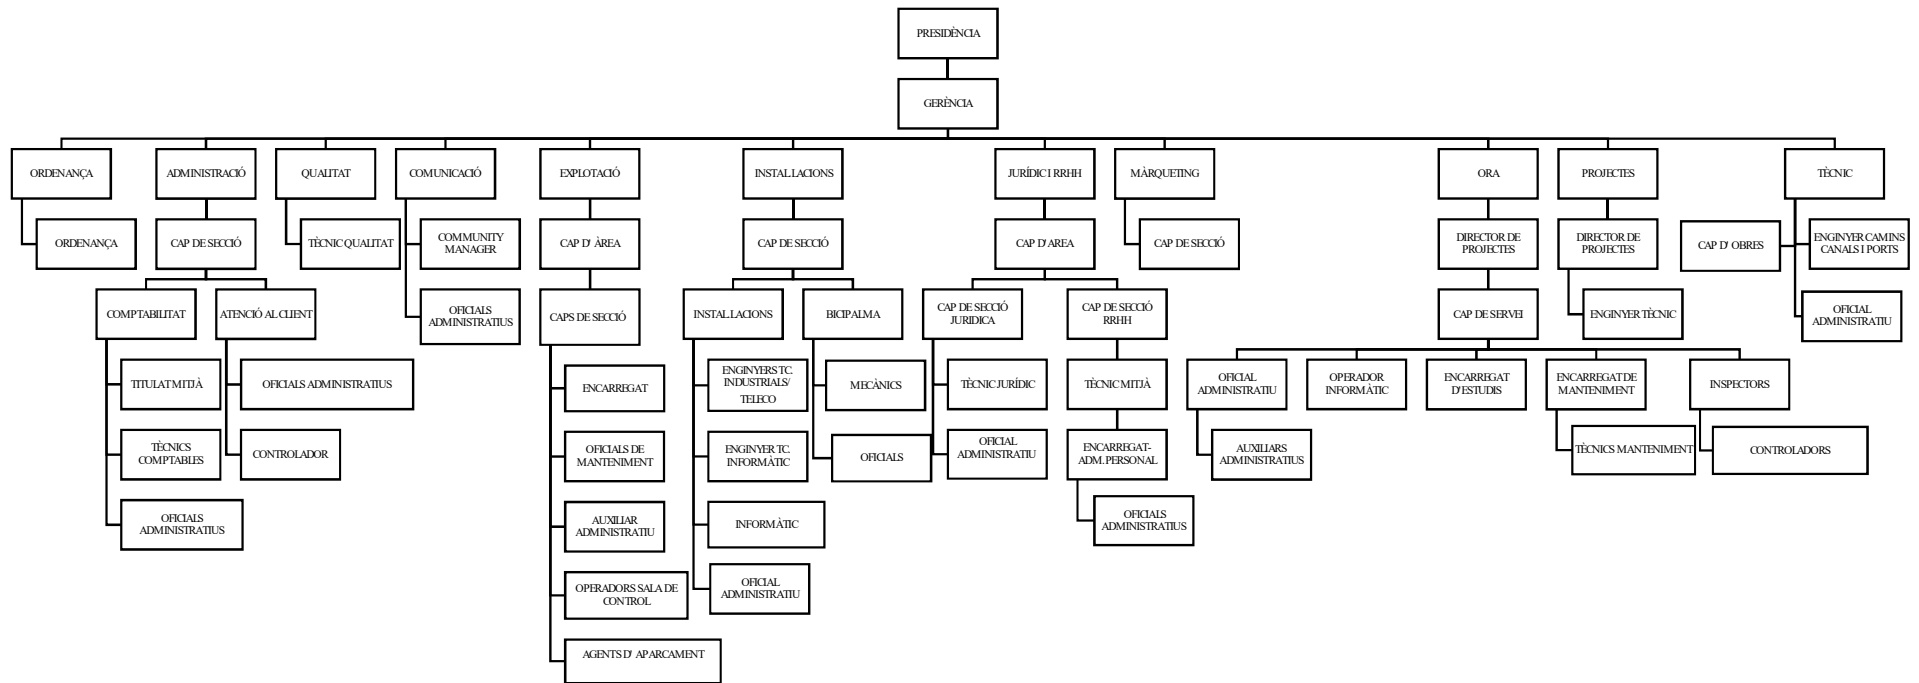 PRESIDÈNCIA
GERÈNCIA
ORDENANÇA
ADMINISTRACIÓ
QUALITAT
COMUNICACIÓ
EXPLOTACIÓ
INSTAL·LACIONS
JURÍDIC I RRHH
MÀRQUETING
ORA
PROJECTES
TÈCNIC
ORDENANÇA
CAP DE SECCIÓ
TÈCNIC QUALITAT
COMMUNITY
MANAGER
CAP D' ÀREA
CAP DE SECCIÓ
CAP D'AREA
CAP DE SECCIÓ
DIRECTOR DE
PROJECTES
DIRECTOR DE
PROJECTES
CAP D' OBRES
ENGINYER CAMINS
CANALS I PORTS
COMPTABILITAT
ATENCIÓ AL CLIENT
OFICIALS
ADMINISTRATIUS
CAPS DE SECCIÓ
INSTAL·LACIONS
BICIPALMA
CAP DE SECCIÓ
JURIDICA
CAP DE SECCIÓ
RRHH
CAP DE SERVEI
ENGINYER TÈCNIC
OFICIAL
ADMINISTRATIU
TITULAT MITJÀ
OFICIALS ADMINISTRATIUS
ENCARREGAT
ENGINYERS TC.
INDUSTRIALS/
TELECO
MECÀNICS
TÈCNIC JURÍDIC
TÈCNIC MITJÀ
OFICIAL
ADMINISTRATIU
OPERADOR
INFORMÀTIC
ENCARREGAT
D'ESTUDIS
ENCARREGAT DE
MANTENIMENT
INSPECTORS
TÈCNICS
COMPTABLES
CONTROLADOR
OFICIALS DE
MANTENIMENT
ENGINYER TC.
INFORMÀTIC
OFICIALS
OFICIAL
ADMINISTRATIU
ENCARREGAT-
ADM. PERSONAL
AUXILIARS
ADMINISTRATIUS
TÈCNICS MANTENIMENT
CONTROLADORS
OFICIALS
ADMINISTRATIUS
AUXILIAR
ADMINISTRATIU
INFORMÀTIC
OFICIALS
ADMINISTRATIUS
OPERADORS SALA DE
CONTROL
OFICIAL
ADMINISTRATIU
AGENTS D' APARCAMENT